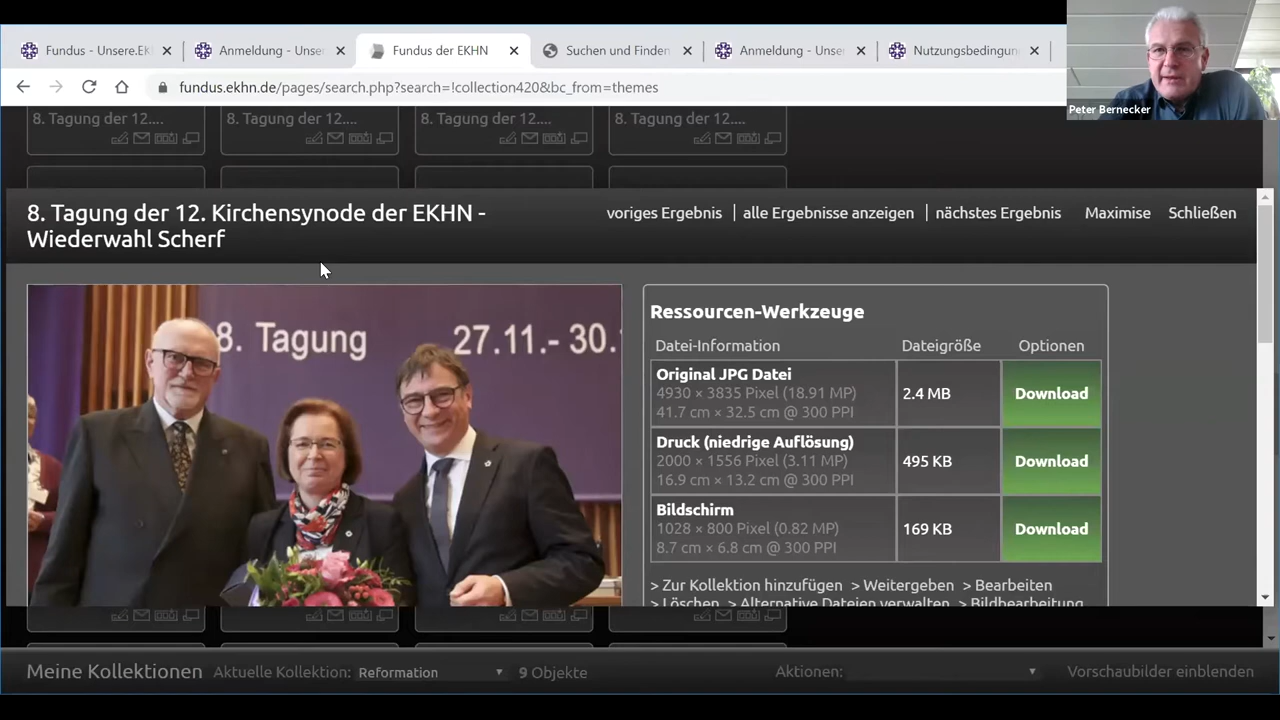 Fundus - Unsere.EK
Anmeldung - Unser
Fundus der EKHN
Suchen und Finden
Anmeldung - Unse
Nutzungsbedingun
fundus.ekhn.de/pages/search.php?search=!collection420&bc_from=themes
Peter Bernecker
8. Tagung der 12....
8. Tagung der 12....
8. Tagung der 12....
8. Tagung der 12....
8. Tagung der 12. Kirchensynode der EKHN -
Wiederwahl Scherf
voriges Ergebnis | alle Ergebnisse anzeigen | nächstes Ergebnis Maximise Schließen
8. Tagung 27.11.- 30.1
Ressourcen-Werkzeuge
Datei-Information Dateigröße Optionen
Original JPG Datei
4930 × 3835 Pixel (18.91 MP)
41.7 cm × 32.5 cm @ 300 PPI
2.4 MB
Download
Druck (niedrige Auflösung)
2000 × 1556 Pixel (3.11 MP)
16.9 cm × 13.2 cm @ 300 PPI
495 KB
Download
Bildschirm
1028 × 800 Pixel (0.82 MP)
8.7 cm × 6.8 cm @ 300 PPI
169 KB
Download
> Zur Kollektion hinzufügen > Weitergeben > Bearbeiten
> Löschen > Alternative Dateien verwalten > Bildbearbeitung
Meine Kollektionen Aktuelle Kollektion: Reformation 9 Objekte Aktionen: Vorschaubilder einblenden